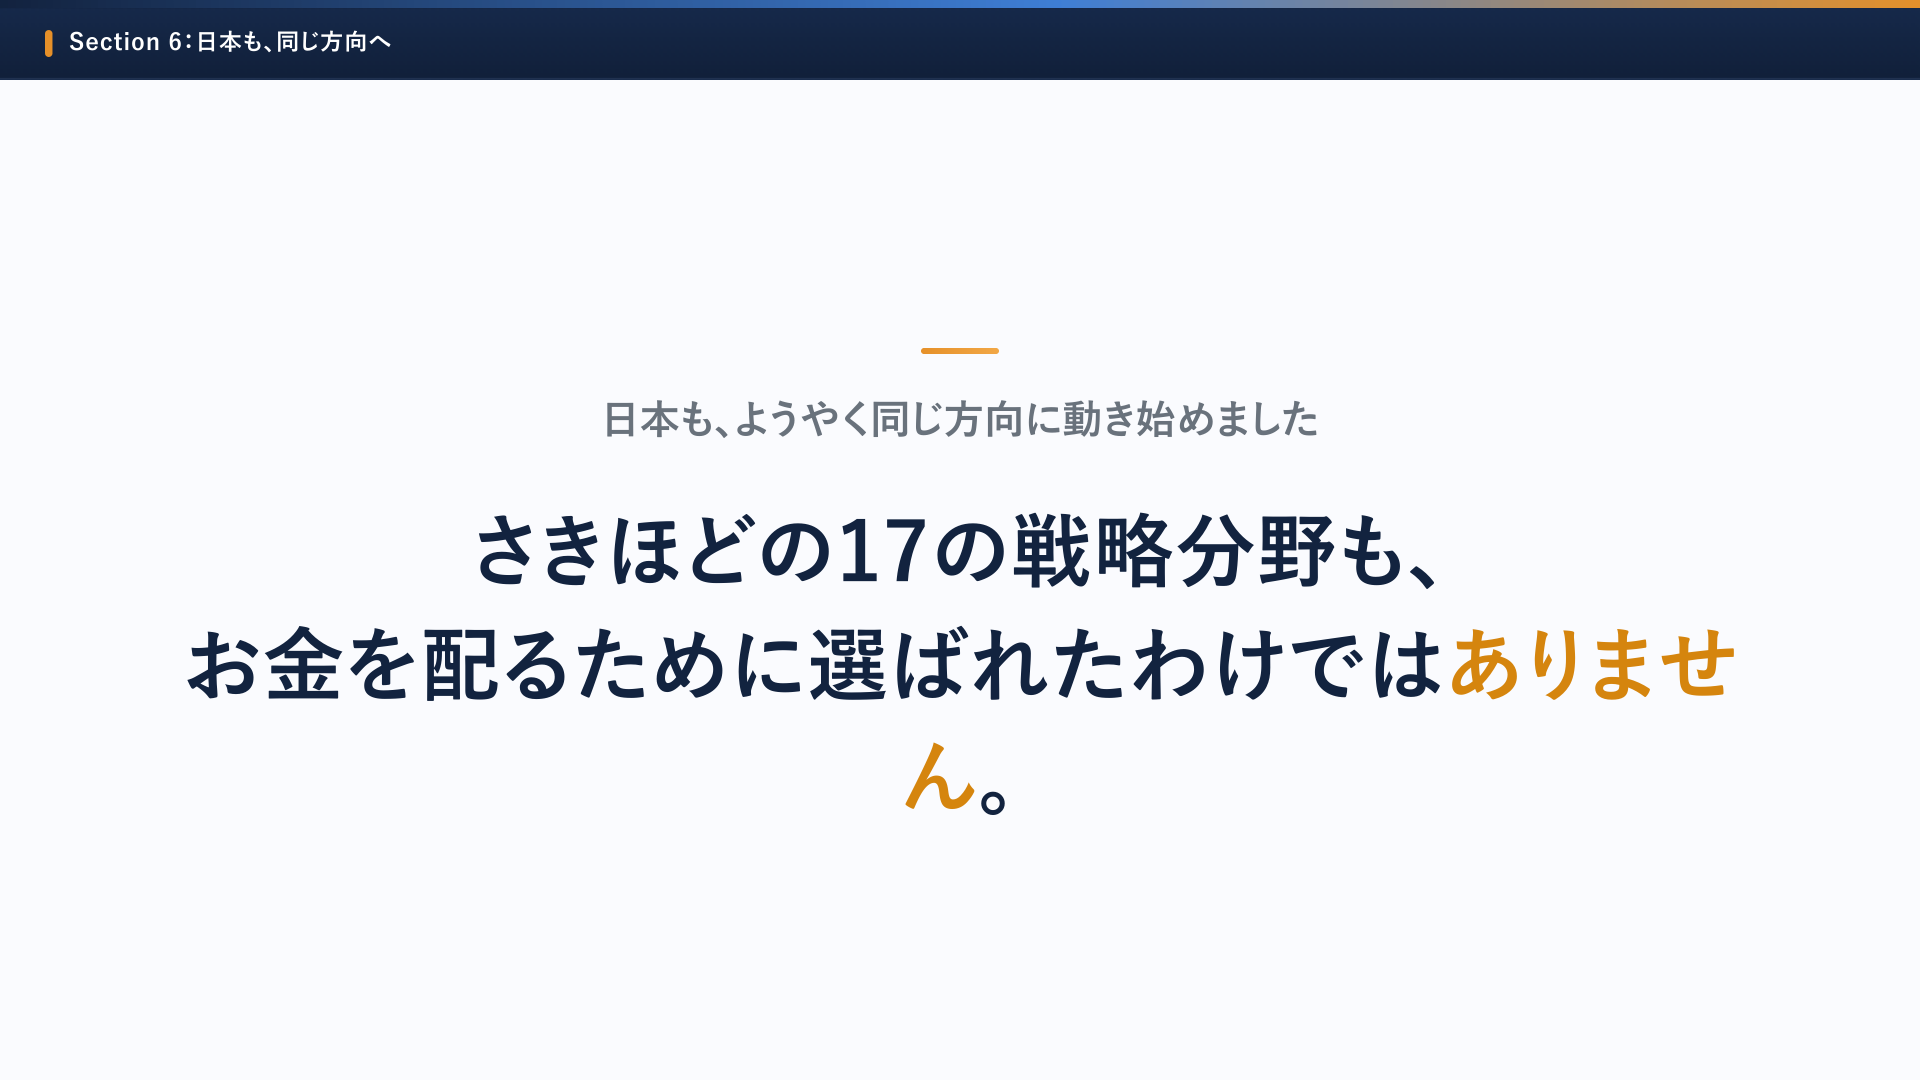 Section 6：日本も、同じ方向へ
日本も、ようやく同じ方向に動き始めました
さきほどの17の戦略分野も、
お金を配るために選ばれたわけではありませ
ん。